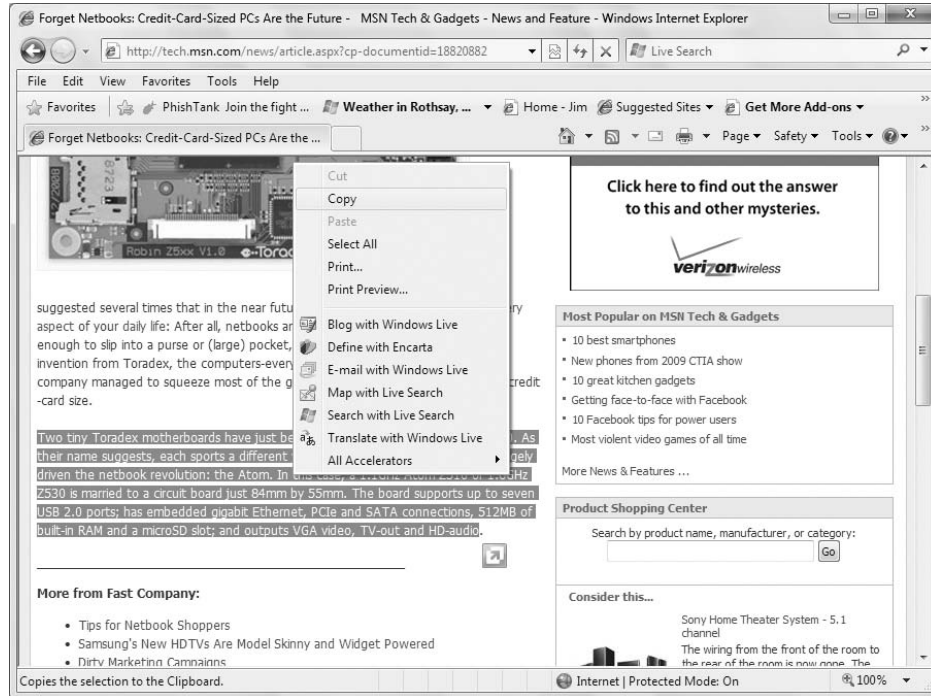 Forget Netbooks: Credit-Card-Sized PCs Are the Future - MSN Tech & Gadgets - News and Feature - Windows Internet Explorer
http://tech.msn.com/news/article.aspx?cp-documentid=18820882
Live Search
File Edit View Favorites Tools Help
Favorites PhishTank Join the fight ... Weather in Rothsay, ... Home - Jim Suggested Sites Get More Add-ons
Forget Netbooks: Credit-Card-Sized PCs Are the ...
Page Safety Tools
8723
Robin Z5xx V1.0
Cut
Copy
Paste
Select All
Print...
Print Preview...
Blog with Windows Live
Define with Encarta
E-mail with Windows Live
Map with Live Search
Search with Live Search
Translate with Windows Live
All Accelerators
suggested several times that in the near
aspect of your daily life: After all, netbooks
enough to slip into a purse or (large) pocket,
invention from Toradex, the
company managed to squeeze most of the credit
-card size.
Two tiny Toradex motherboards have just As
their name suggests, each sports a different
driven the netbook revolution: the Atom. In
Z530 is married to a circuit board just 84mm by 55mm. The board supports up to seven
USB 2.0 ports; has embedded gigabit Ethernet, PCIe and SATA connections, 512MB of
built-in RAM and a microSD slot; and outputs VGA video, TV-out and HD-audio.
More from Fast Company:
• Tips for Netbook Shoppers
• Samsung's New HDTVs Are Model Skinny and Widget Powered
• Dirty Marketing Campaigns
Click here to find out the answer
to this and other mysteries.
verizonwireless
Most Popular on MSN Tech & Gadgets
10 best smartphones
New phones from 2009 CTIA show
10 great kitchen gadgets
Getting face-to-face with Facebook
10 Facebook tips for power users
Most violent video games of all time
More News & Features ...
Product Shopping Center
Search by product name, manufacturer, or category:
Go
Consider this...
Sony Home Theater System - 5.1
channel
The wiring from the front of the room to
the rear of the room is now gone. The
Copies the selection to the Clipboard.
Internet | Protected Mode: On
100%